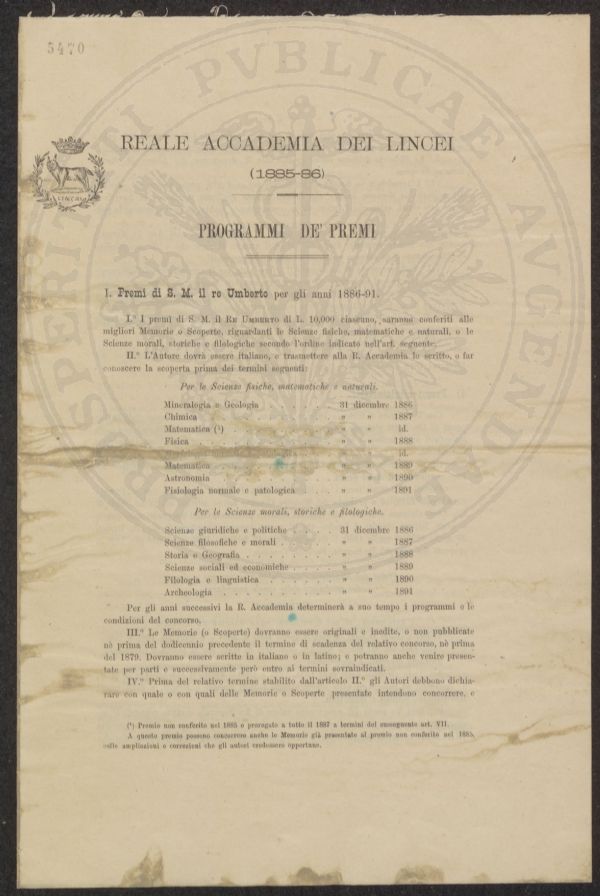 5470
PROSPERITATI PVBLICAE AVGENDAE
REALE ACCADEMIA DEI LINCEI
(1885-86)
LINCEI
PROGRAMMI DE' PREMI
I. Premi di S. M. il re Umberto per gli anni 1886-91.
I.° I premi di S. M. il RE UMBERTO di L. 10,000 ciascuno, saranno conferiti alle
migliori Memorie o Scoperte, riguardanti le Scienze fisiche, matematiche e naturali, o le
Scienze morali, storiche e filologiche secondo l'ordine indicato nell'art. seguente.
II.° L'Autore dovrà essere italiano, e trasmettere alla R. Accademia lo scritto, o far
conoscere la scoperta prima dei termini seguenti:
Per le Scienze fisiche, matematiche e naturali.
Mineralogia e Geologia . . . . . . 31 dicembre 1886
Chimica . . . . . . . . . . » » 1887
Matematica (¹) . . . . . . . . » » id.
Fisica . . . . . . . . . . . » » 1888
» » id.
Matematica . . . . . . . . . » » 1889
Astronomia . . . . . . . . . » » 1890
Fisiologia normale e patologica . . . » » 1891
Per le Scienze morali, storiche e filologiche.
Scienze giuridiche e politiche . . . . 31 dicembre 1886
Scienze filosofiche e morali . . . . . » » 1887
Storia e Geografia . . . . . . . . » » 1888
Scienze sociali ed economiche . . . . . » » 1889
Filologia e linguistica . . . . . . . » » 1890
Archeologia . . . . . . . . . . » » 1891
Per gli anni successivi la R. Accademia determinerà a suo tempo i programmi e le
condizioni del concorso.
III.° Le Memorie (o Scoperte) dovranno essere originali e inedite, o non pubblicate
nè prima del dodicennio precedente il termine di scadenza del relativo concorso, nè prima
del 1879. Dovranno essere scritte in italiano o in latino; e potranno anche venire presen-
tate per parti e successivamente però entro ai termini sovraindicati.
IV.° Prima del relativo termine stabilito dall'articolo II.° gli Autori debbono dichia-
rare con quale o con quali delle Memorie o Scoperte presentate intendono concorrere, e
(¹) Premio non conferito nel 1885 e prorogato a tutto il 1887 a termini del susseguente art. VII.
A questo premio possono concorrere anche le Memorie già presentate al premio non conferito nel 1885,
colle ampliazioni o correzioni che gli autori credessero opportune.